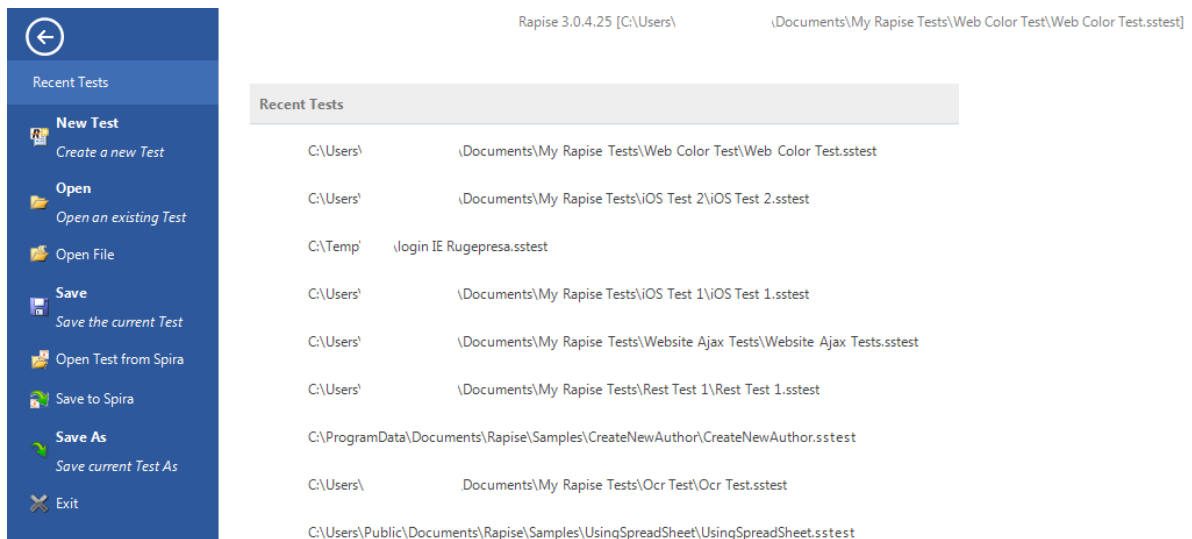 Rapise 3.0.4.25 [C:\Users\ \Documents\My Rapise Tests\Web Color Test\Web Color Test.sstest]
Recent Tests
New Test
Create a new Test
Open
Open an existing Test
Open File
Save
Save the current Test
Open Test from Spira
Save to Spira
Save As
Save current Test As
Exit
Recent Tests
C:\Users\ \Documents\My Rapise Tests\Web Color Test\Web Color Test.sstest
C:\Users\ \Documents\My Rapise Tests\iOS Test 2\iOS Test 2.sstest
C:\Temp\ \login IE Rugepresa.sstest
C:\Users\ \Documents\My Rapise Tests\iOS Test 1\iOS Test 1.sstest
C:\Users\ \Documents\My Rapise Tests\Website Ajax Tests\Website Ajax Tests.sstest
C:\Users\ \Documents\My Rapise Tests\Rest Test 1\Rest Test 1.sstest
C:\ProgramData\Documents\Rapise\Samples\CreateNewAuthor\CreateNewAuthor.sstest
C:\Users\ Documents\My Rapise Tests\Ocr Test\Ocr Test.sstest
C:\Users\Public\Documents\Rapise\Samples\UsingSpreadSheet\UsingSpreadSheet.sstest